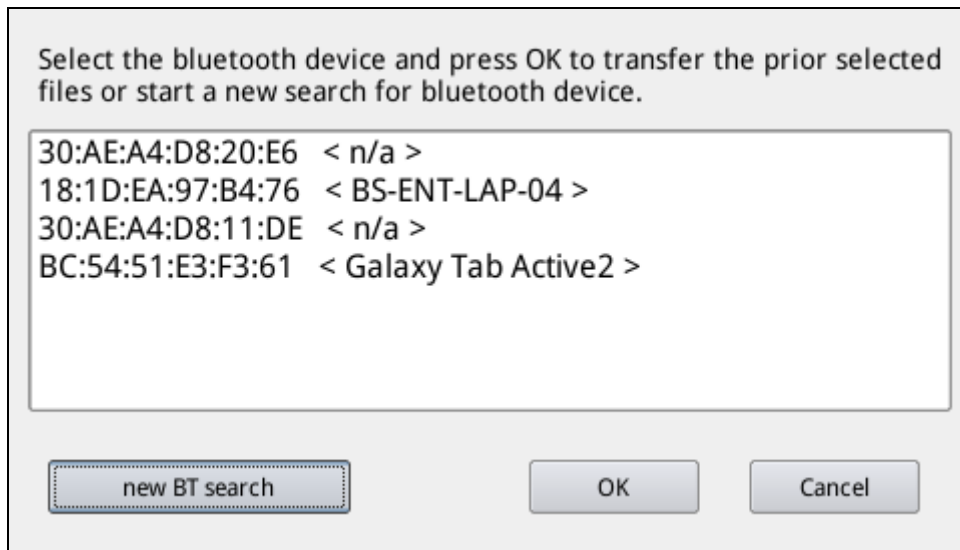 Select the bluetooth device and press OK to transfer the prior selected
files or start a new search for bluetooth device.
30:AE:A4:D8:20:E6 < n/a >
18:1D:EA:97:B4:76 < BS-ENT-LAP-04 >
30:AE:A4:D8:11:DE < n/a >
BC:54:51:E3:F3:61 < Galaxy Tab Active2 >
new BT search OK Cancel